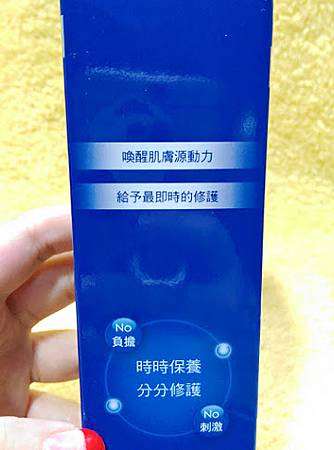 喚醒肌膚源動力
給予最即時的修護
No
負擔
時時保養
分分修護
No
刺激